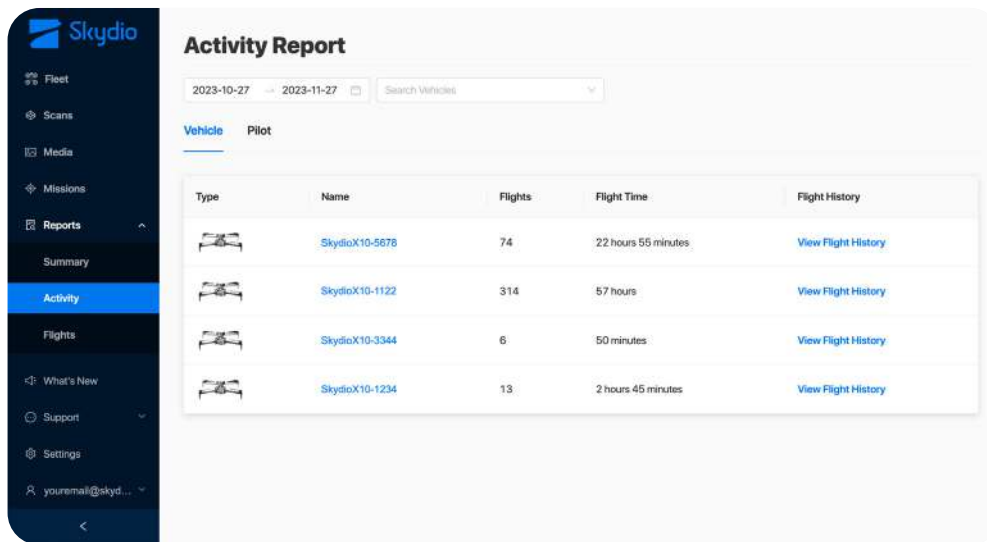 Skydio
Fleet
Scans
Media
Missions
Reports
Summary
Activity
Flights
What's New
Support
Settings
youremail@skyd...
Activity Report
2023-10-27 → 2023-11-27
Search Vehicles
Vehicle Pilot
Type Name Flights Flight Time Flight History
SkydioX10-5678 74 22 hours 55 minutes View Flight History
SkydioX10-1122 314 57 hours View Flight History
SkydioX10-3344 6 50 minutes View Flight History
SkydioX10-1234 13 2 hours 45 minutes View Flight History